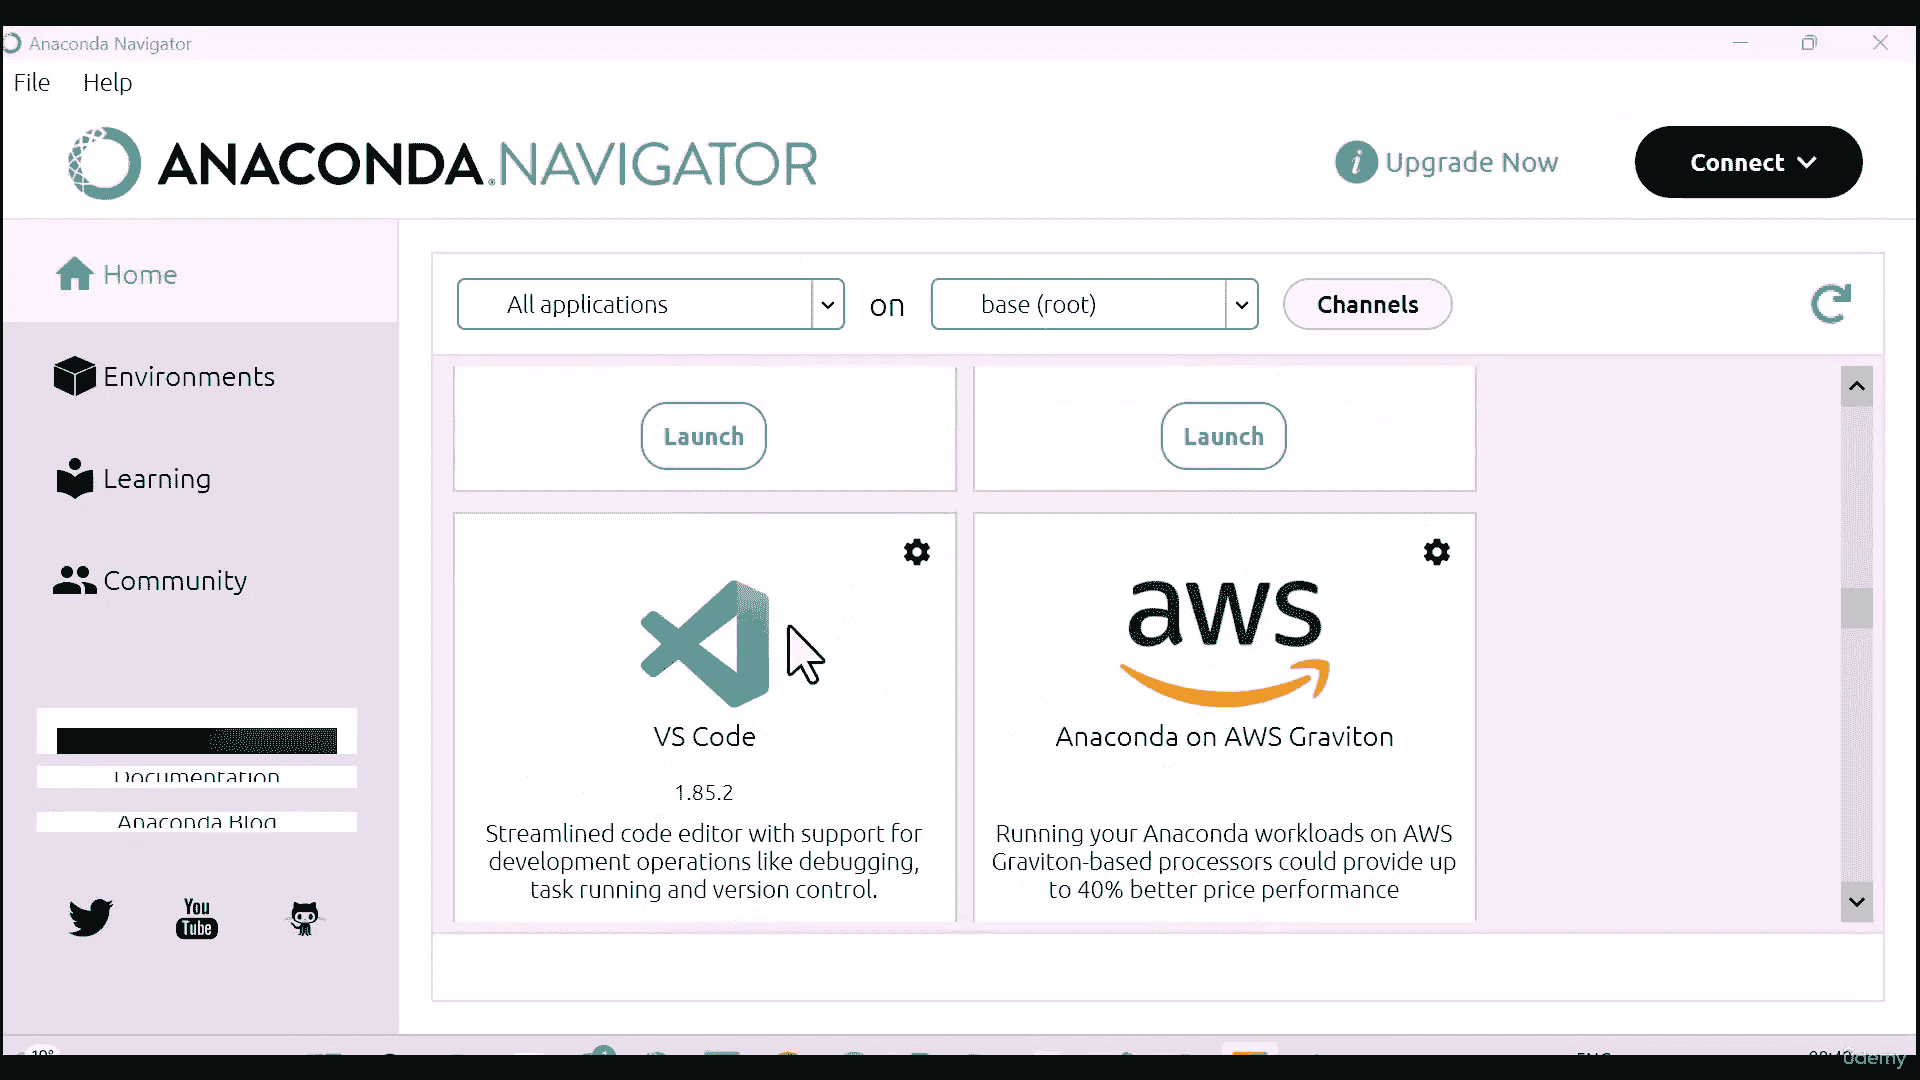 Anaconda Navigator
File Help
ANACONDA.NAVIGATOR
i Upgrade Now
Connect
Home
All applications on base (root) Channels
Environments
Launch Launch
Learning
Community
aws
VS Code Anaconda on AWS Graviton
1.85.2
Streamlined code editor with support for
development operations like debugging,
task running and version control.
Running your Anaconda workloads on AWS
Graviton-based processors could provide up
to 40% better price performance
Documentation
Anaconda Blog
You
Tube
19°
ENG
udemy